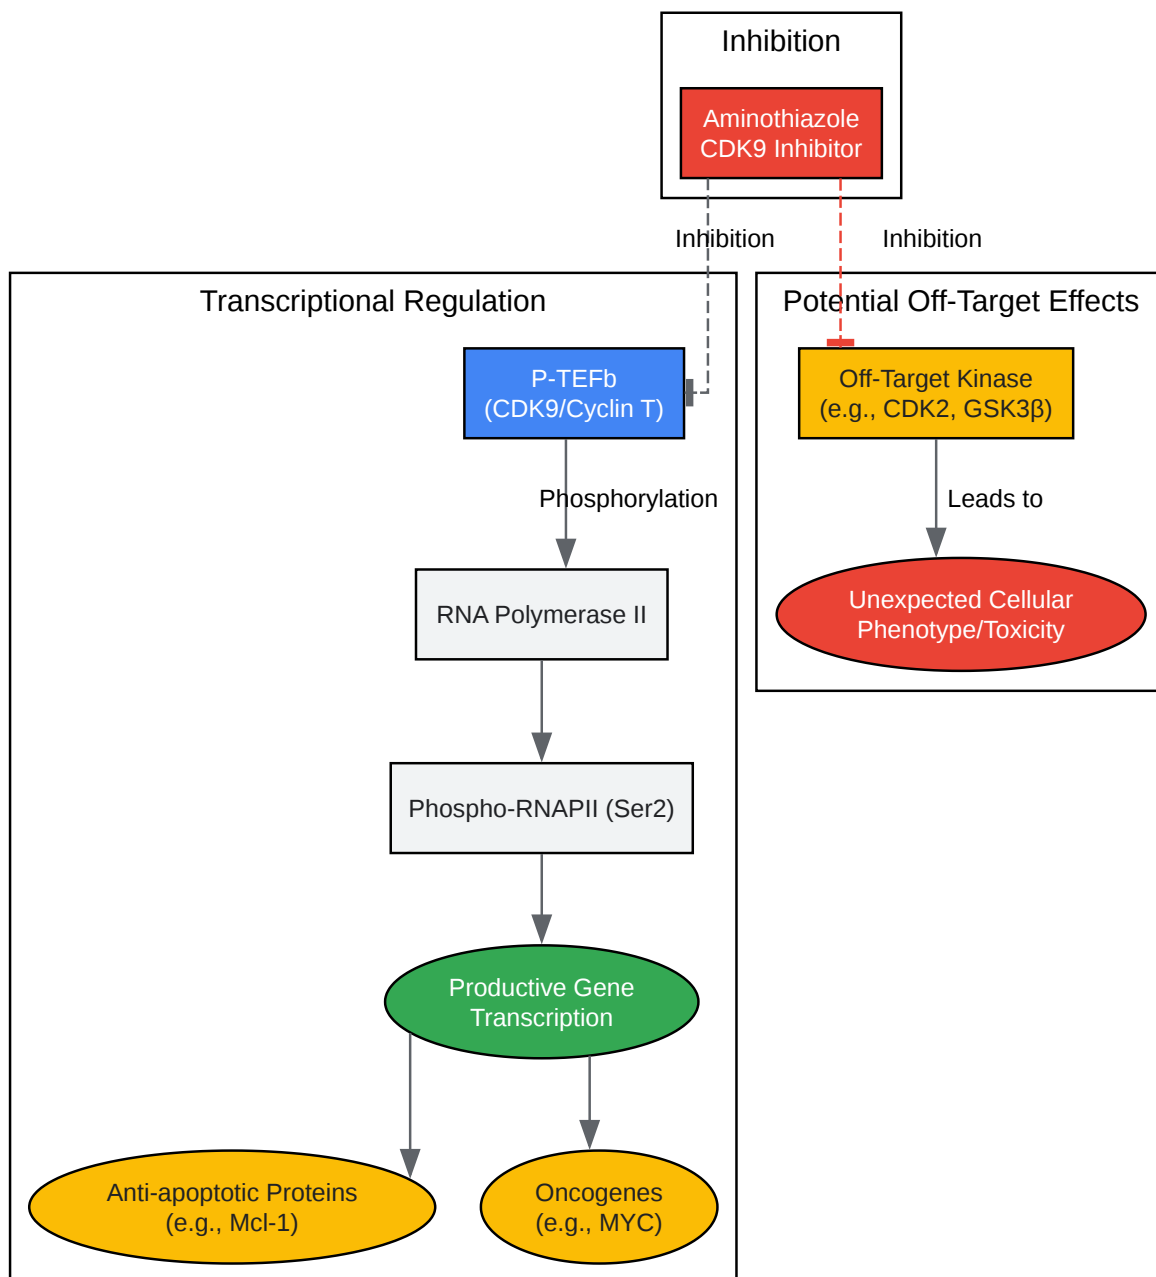 Inhibition
Aminothiazole
CDK9 Inhibitor
Inhibition
Inhibition
Transcriptional Regulation
Potential Off-Target Effects
P-TEFb
(CDK9/Cyclin T)
Off-Target Kinase
(e.g., CDK2, GSK3β)
Phosphorylation
Leads to
RNA Polymerase II
Unexpected Cellular
Phenotype/Toxicity
Phospho-RNAPII (Ser2)
Productive Gene
Transcription
Anti-apoptotic Proteins
(e.g., Mcl-1)
Oncogenes
(e.g., MYC)